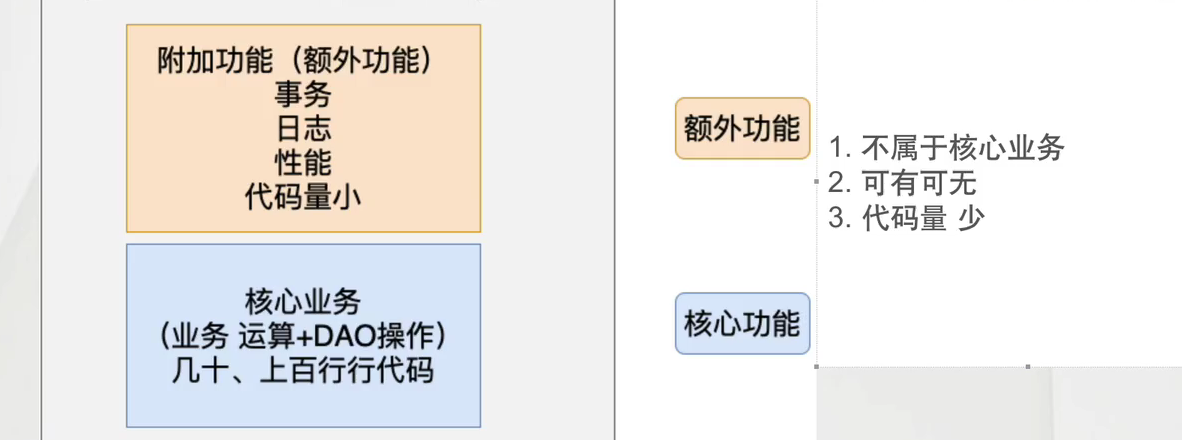 附加功能（额外功能）
事务
日志
性能
代码量小
核心业务
（业务 运算+DAO操作）
几十、上百行行代码
额外功能
1. 不属于核心业务
2. 可有可无
3. 代码量 少
核心功能